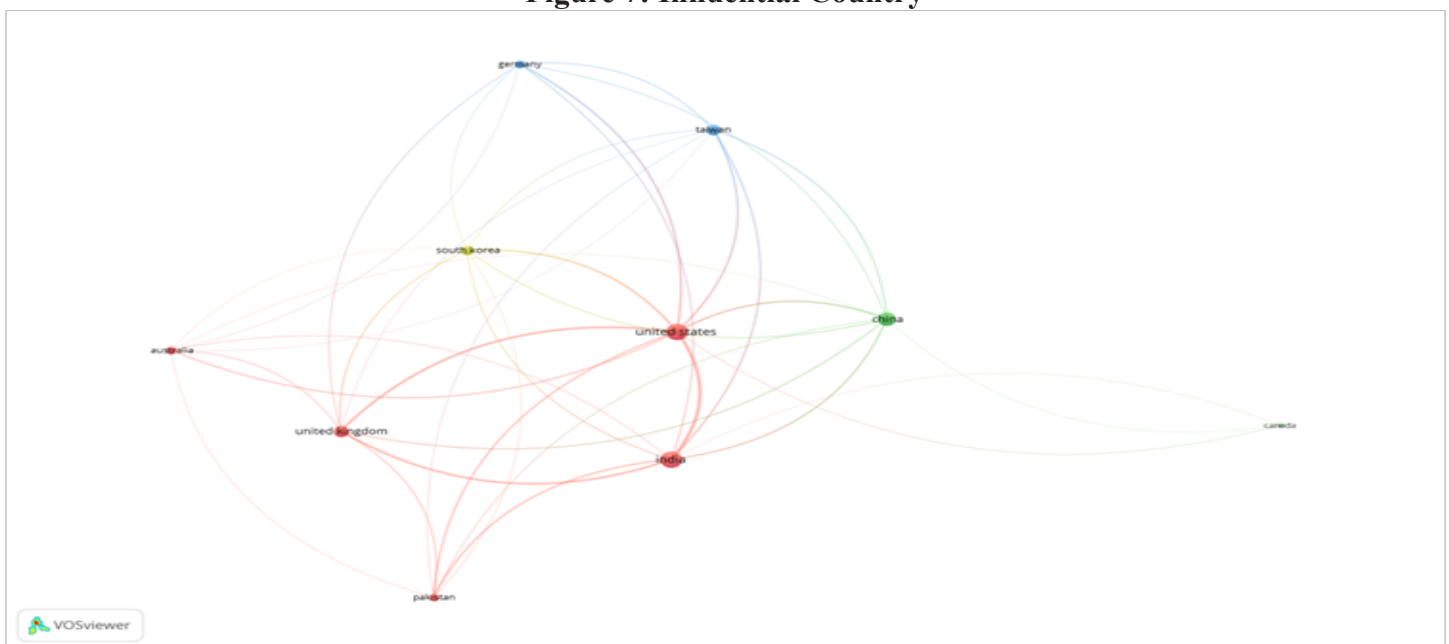 Figure 7. Influential Country
germany
taiwan
south korea
united states
china
australia
canada
united kingdom
india
pakistan
VOSviewer